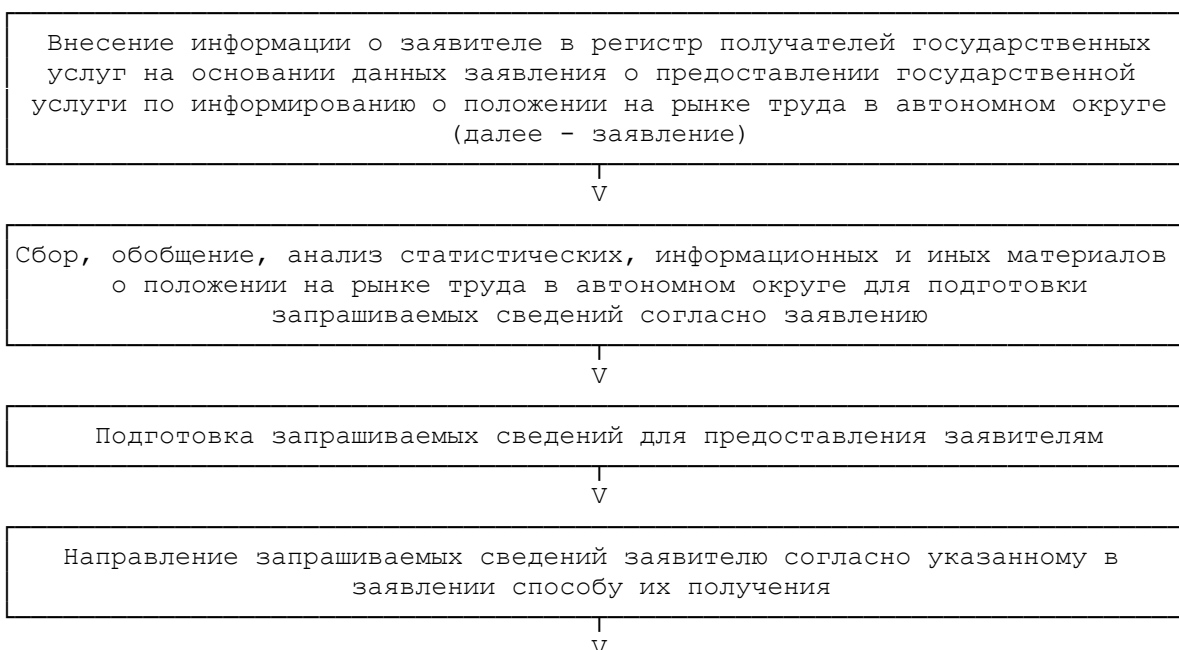 Внесение информации о заявителе в регистр получателей государственных
услуг на основании данных заявления о предоставлении государственной
услуги по информированию о положении на рынке труда в автономном округе
(далее - заявление)
V
Сбор, обобщение, анализ статистических, информационных и иных материалов
о положении на рынке труда в автономном округе для подготовки
запрашиваемых сведений согласно заявлению
V
Подготовка запрашиваемых сведений для предоставления заявителям
V
Направление запрашиваемых сведений заявителю согласно указанному в
заявлении способу их получения
V